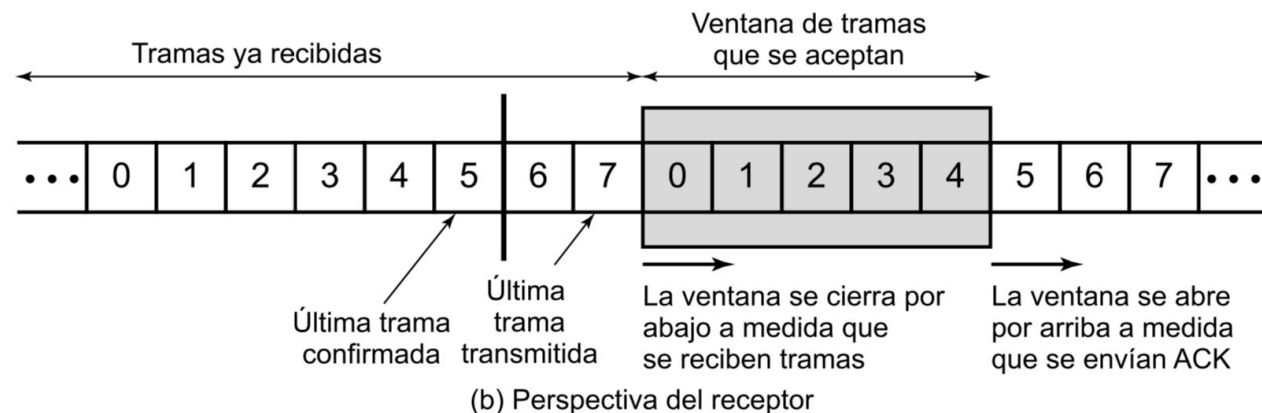 Tramas ya recibidas
Ventana de tramas
que se aceptan
••• 0 1 2 3 4 5 6 7 0 1 2 3 4 5 6 7 •••
Última trama
confirmada
Última
trama
transmitida
La ventana se cierra por
abajo a medida que
se reciben tramas
La ventana se abre
por arriba a medida
que se envían ACK
(b) Perspectiva del receptor